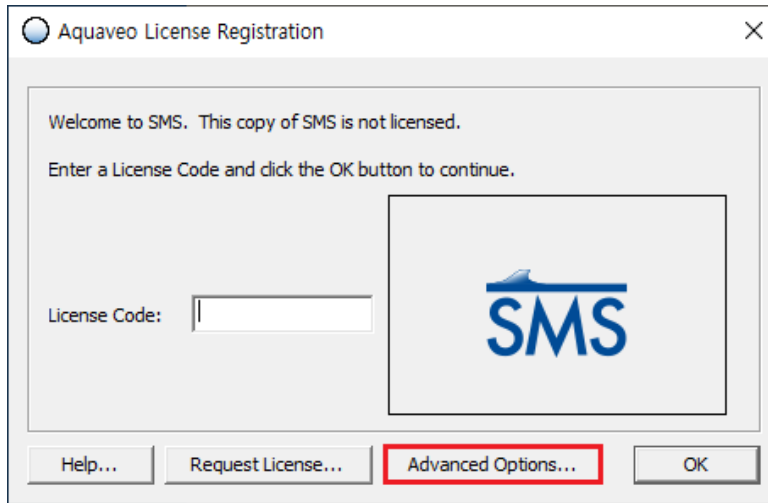 Aquaveo License Registration
Welcome to SMS. This copy of SMS is not licensed.
Enter a License Code and click the OK button to continue.
License Code:
SMS
Help... Request License... Advanced Options... OK